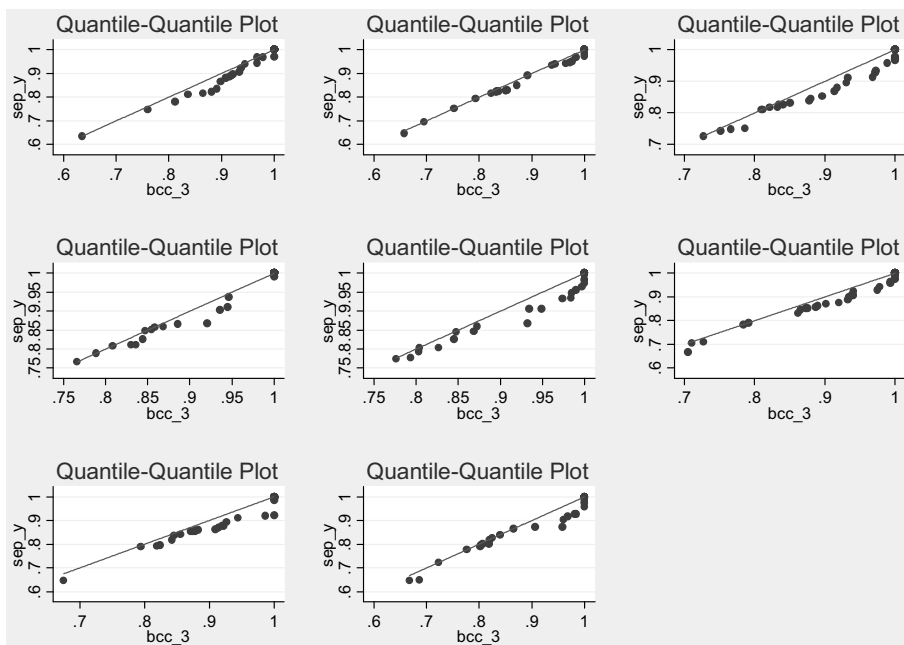 Quantile-Quantile Plot
sep_y
.6 .7 .8 .9 1
.6 .7 .8 .9 1
bcc_3
Quantile-Quantile Plot
sep_y
.6 .7 .8 .9 1
.6 .7 .8 .9 1
bcc_3
Quantile-Quantile Plot
sep_y
.7 .8 .9 1
.7 .8 .9 1
bcc_3
Quantile-Quantile Plot
sep_y
.75 .8 .85 .9 .95 1
.75 .8 .85 .9 .95 1
bcc_3
Quantile-Quantile Plot
sep_y
.75 .8 .85 .9 .95 1
.75 .8 .85 .9 .95 1
bcc_3
Quantile-Quantile Plot
sep_y
.6 .7 .8 .9 1
.7 .8 .9 1
bcc_3
Quantile-Quantile Plot
sep_y
.6 .7 .8 .9 1
.7 .8 .9 1
bcc_3
Quantile-Quantile Plot
sep_y
.6 .7 .8 .9 1
.6 .7 .8 .9 1
bcc_3